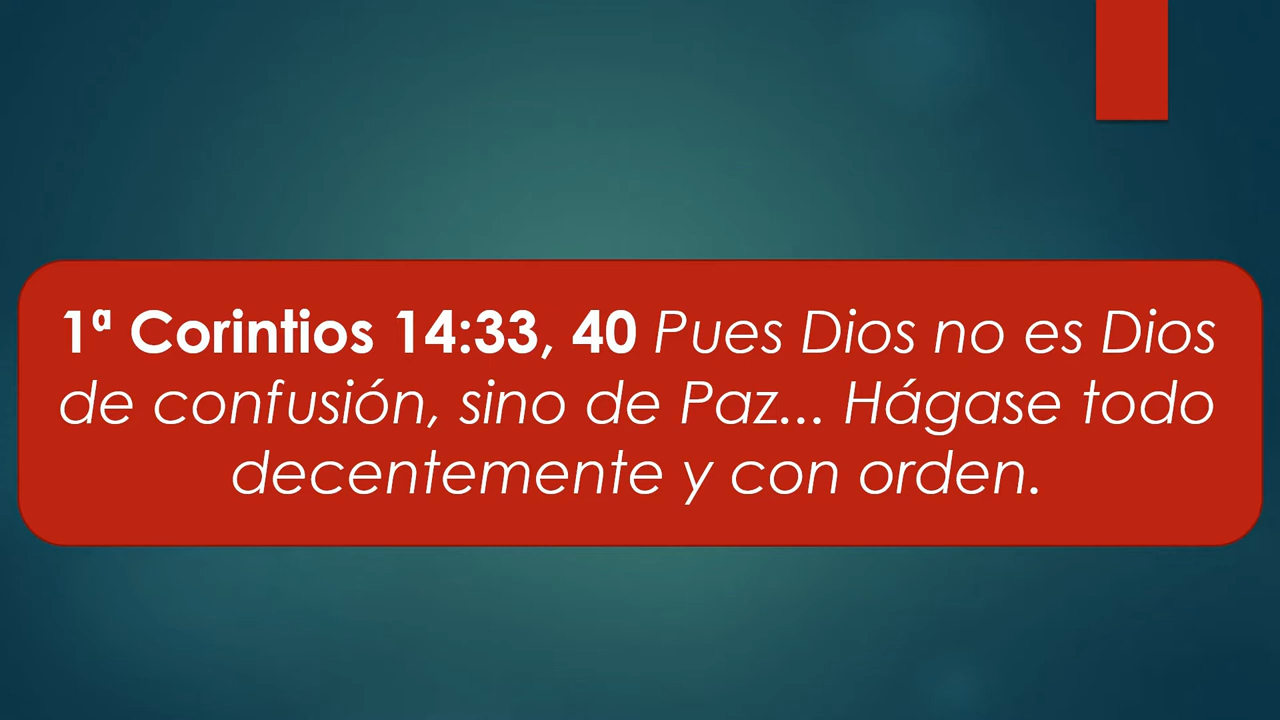 1ª Corintios 14:33, 40 Pues Dios no es Dios
de confusión, sino de Paz... Hágase todo
decentemente y con orden.